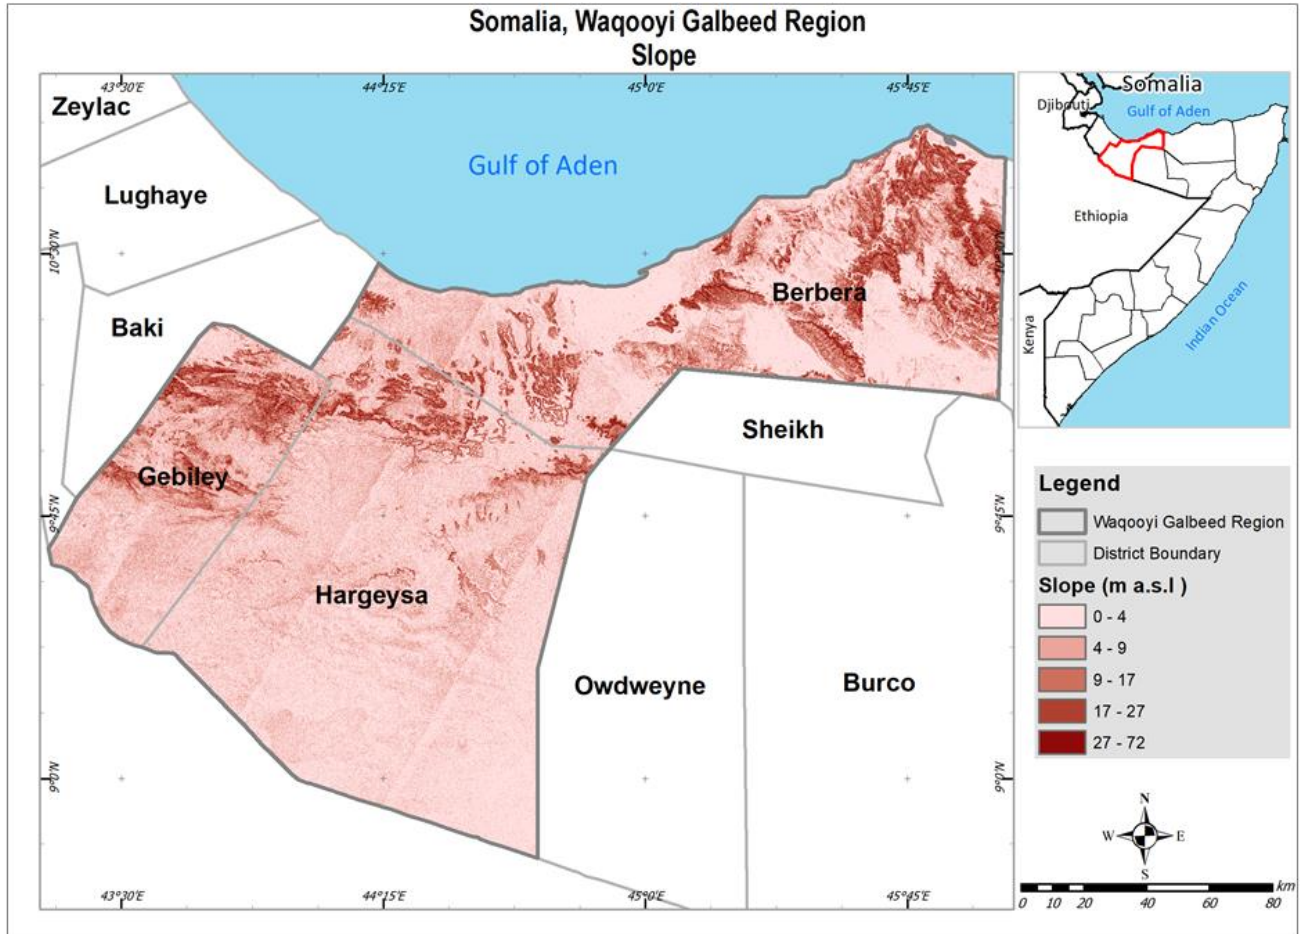 Somalia, Waqooyi Galbeed Region
Slope
43°30'E 44°15'E 45°0'E 45°45'E
Zeylac
Lughaye
Gulf of Aden
10°30'N
10°30'N
Baki
Berbera
Sheikh
Gebiley
9°45'N
9°45'N
Hargeysa
Owdweyne
Burco
9°0'N
9°0'N
43°30'E 44°15'E 45°0'E 45°45'E
Somalia
Djibouti
Gulf of Aden
Ethiopia
Kenya
Indian Ocean
Legend
Waqooyi Galbeed Region
District Boundary
Slope (m a.s.l )
0 - 4
4 - 9
9 - 17
17 - 27
27 - 72
N
W E
S
km
0 10 20 40 60 80